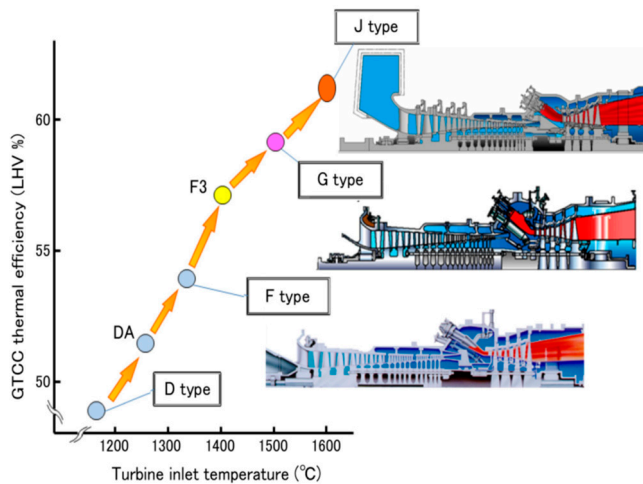 J type
GTCC thermal efficiency (LHV %)
60
55
50
F3
G type
DA
F type
D type
1200
1300
1400
1500
1600
Turbine inlet temperature (℃)